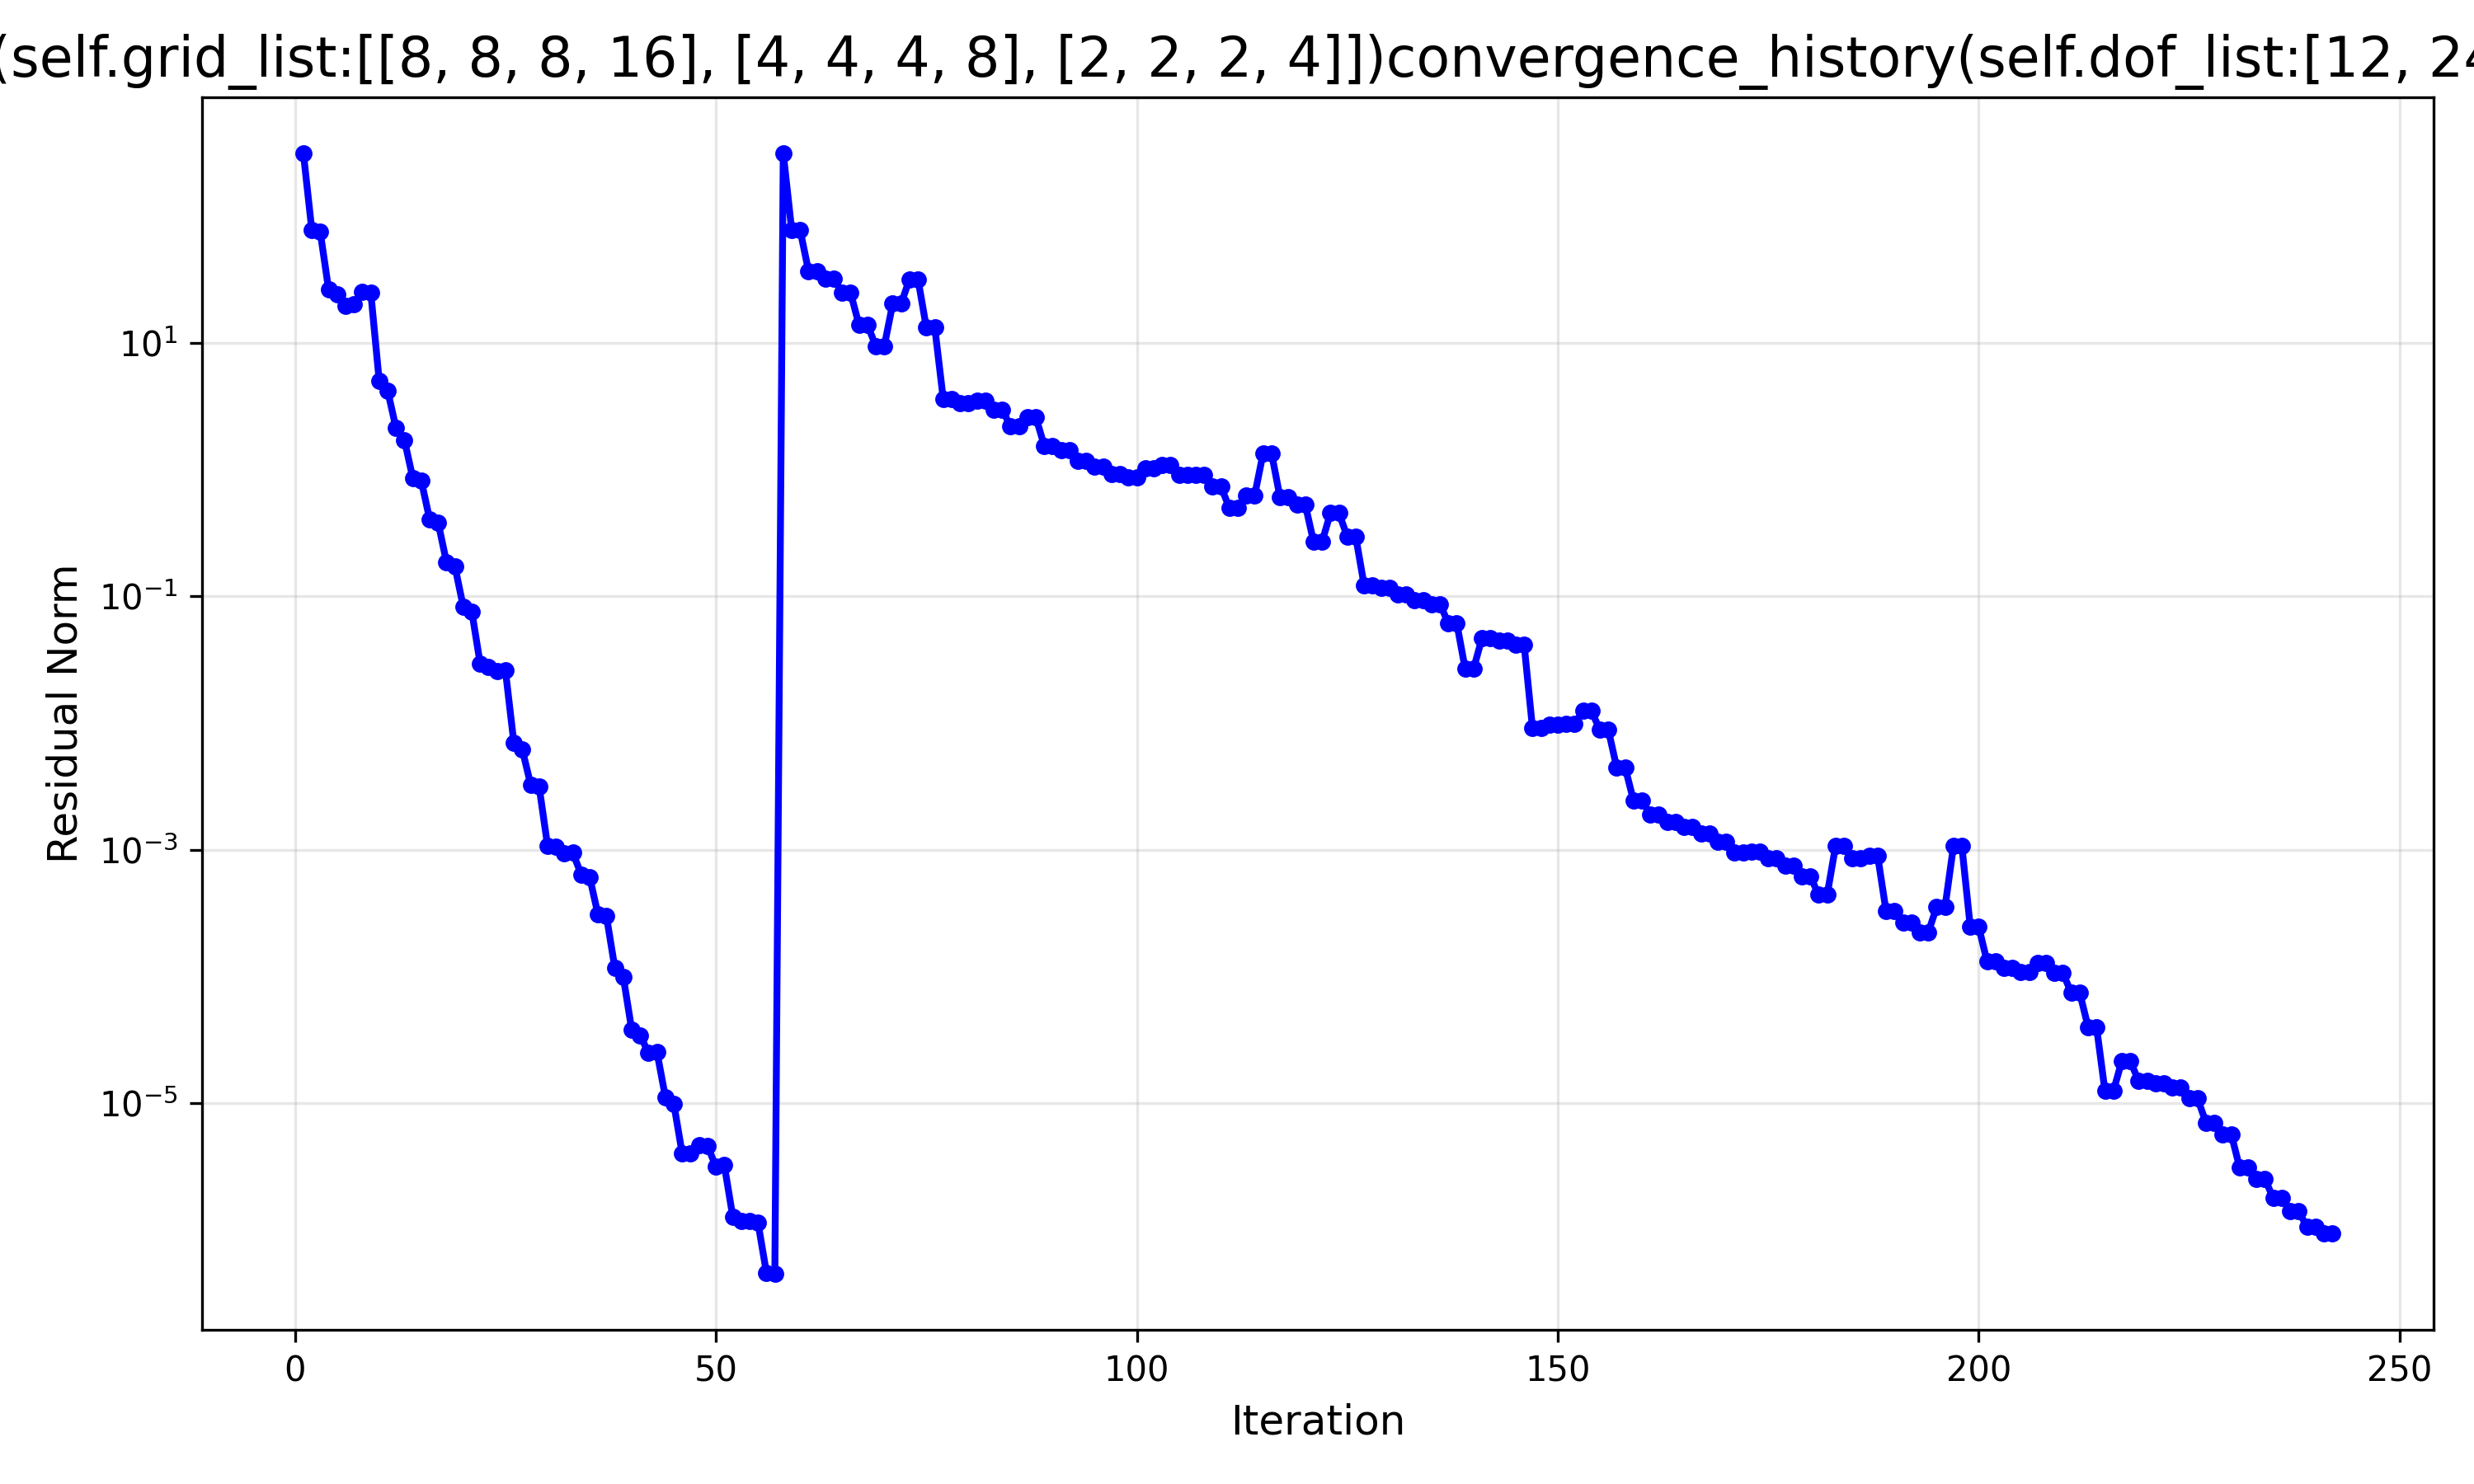 (self.grid_list:[[8, 8, 8, 16], [4, 4, 4, 8], [2, 2, 2, 4]])convergence_history(self.dof_list:[12, 24
Residual Norm
10¹
10⁻¹
10⁻³
10⁻⁵
0 50 100 150 200 250
Iteration